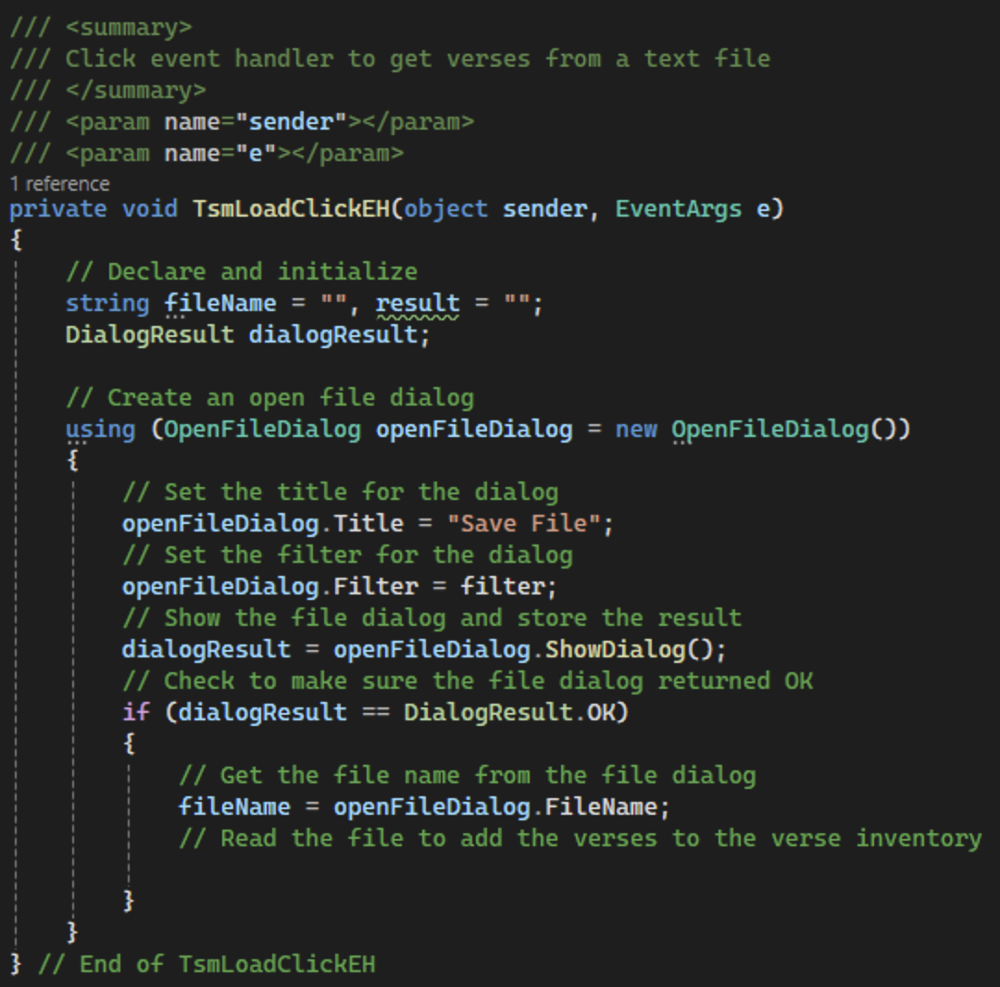 /// <summary>
/// Click event handler to get verses from a text file
/// </summary>
/// <param name="sender"></param>
/// <param name="e"></param>
1 reference
private void TsmLoadClickEH(object sender, EventArgs e)
{
    // Declare and initialize
    string fileName = "", result = "";
    DialogResult dialogResult;

    // Create an open file dialog
    using (OpenFileDialog openFileDialog = new OpenFileDialog())
    {
        // Set the title for the dialog
        openFileDialog.Title = "Save File";
        // Set the filter for the dialog
        openFileDialog.Filter = filter;
        // Show the file dialog and store the result
        dialogResult = openFileDialog.ShowDialog();
        // Check to make sure the file dialog returned OK
        if (dialogResult == DialogResult.OK)
        {
            // Get the file name from the file dialog
            fileName = openFileDialog.FileName;
            // Read the file to add the verses to the verse inventory

        }
    }
} // End of TsmLoadClickEH